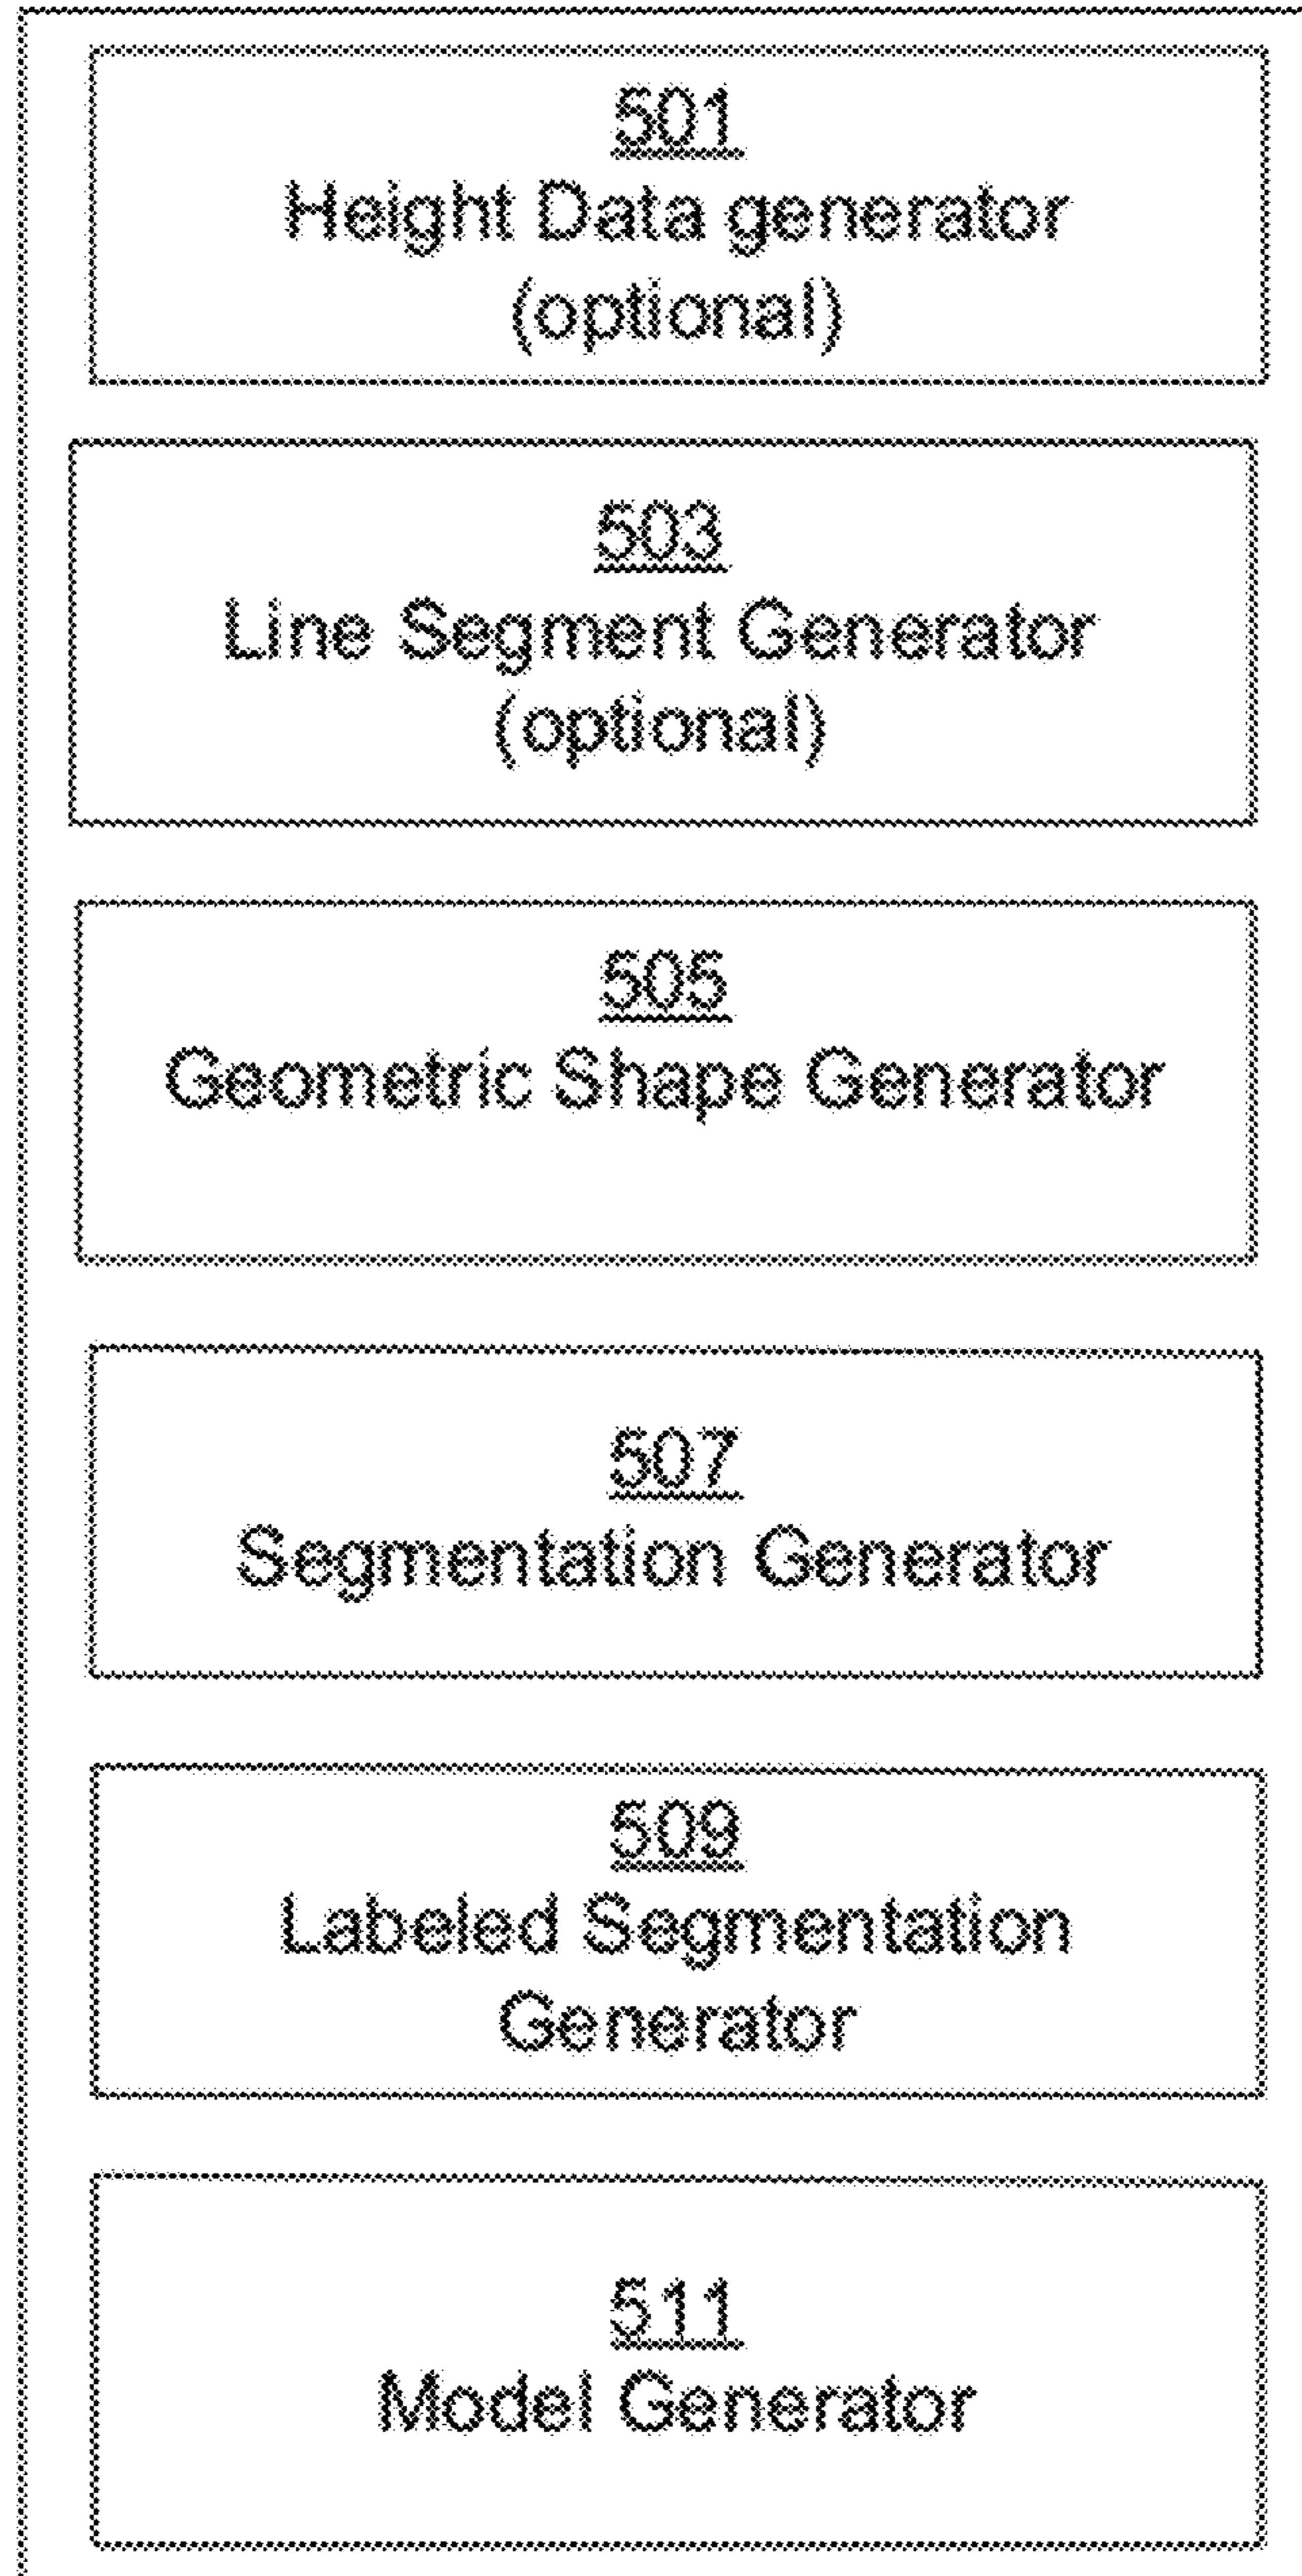 501
Height Data generator
(optional)
503
Line Segment Generator
(optional)
505
Geometric Shape Generator
507
Segmentation Generator
509
Labeled Segmentation
Generator
511
Model Generator